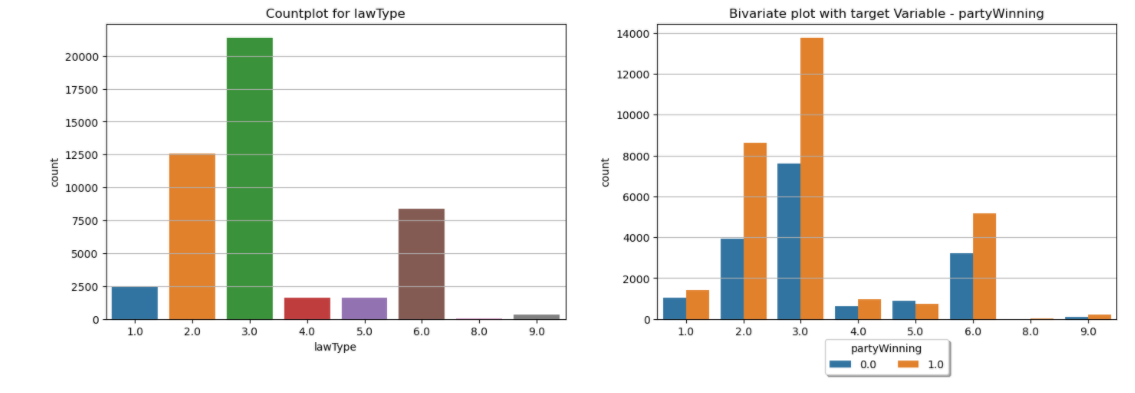 Countplot for lawType
20000
17500
15000
12500
10000
7500
5000
2500
0
count
1.0 2.0 3.0 4.0 5.0 6.0 8.0 9.0
lawType
Bivariate plot with target Variable - partyWinning
14000
12000
10000
8000
6000
4000
2000
0
count
1.0 2.0 3.0 4.0 5.0 6.0 8.0 9.0
partyWinning
0.0 1.0